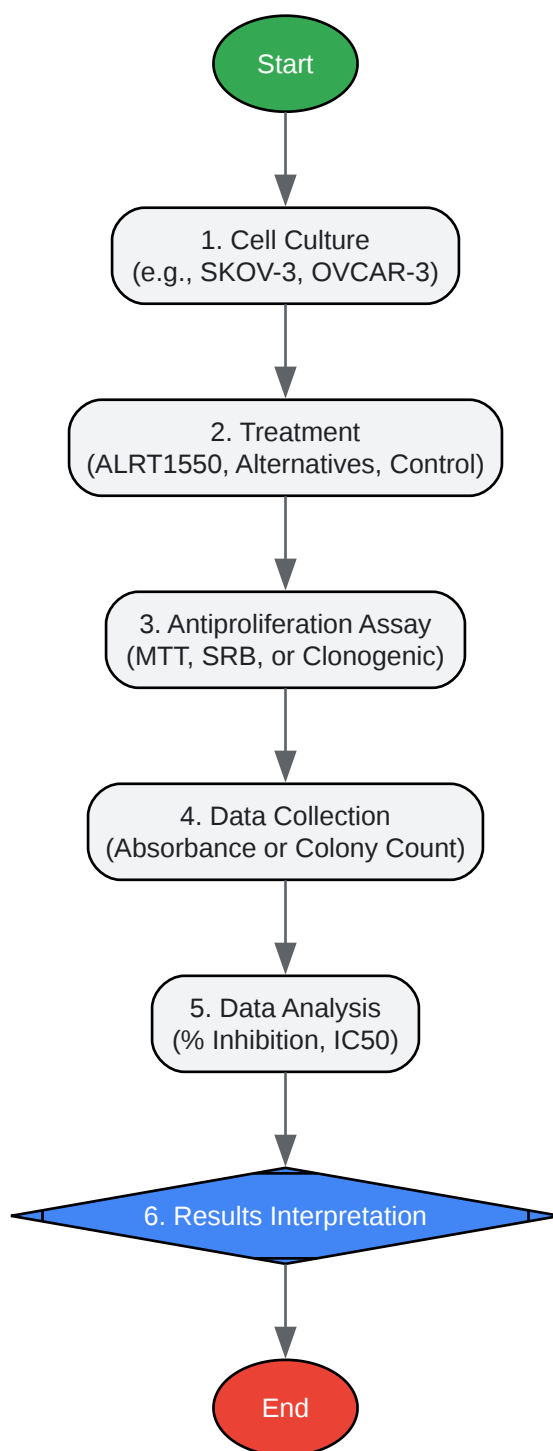 Start
1. Cell Culture
(e.g., SKOV-3, OVCAR-3)
2. Treatment
(ALRT1550, Alternatives, Control)
3. Antiproliferation Assay
(MTT, SRB, or Clonogenic)
4. Data Collection
(Absorbance or Colony Count)
5. Data Analysis
(% Inhibition, IC50)
6. Results Interpretation
End